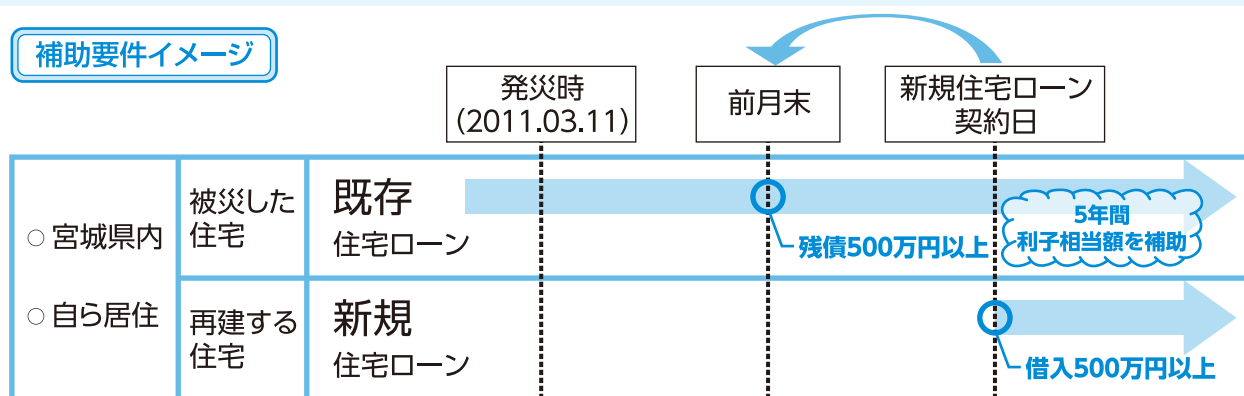 補助要件イメージ
発災時
(2011.03.11)
前月末
新規住宅ローン
契約日
○ 宮城県内
○ 自ら居住
被災した
住宅
既存
住宅ローン
残債500万円以上
5年間
利子相当額を補助
再建する
住宅
新規
住宅ローン
借入500万円以上